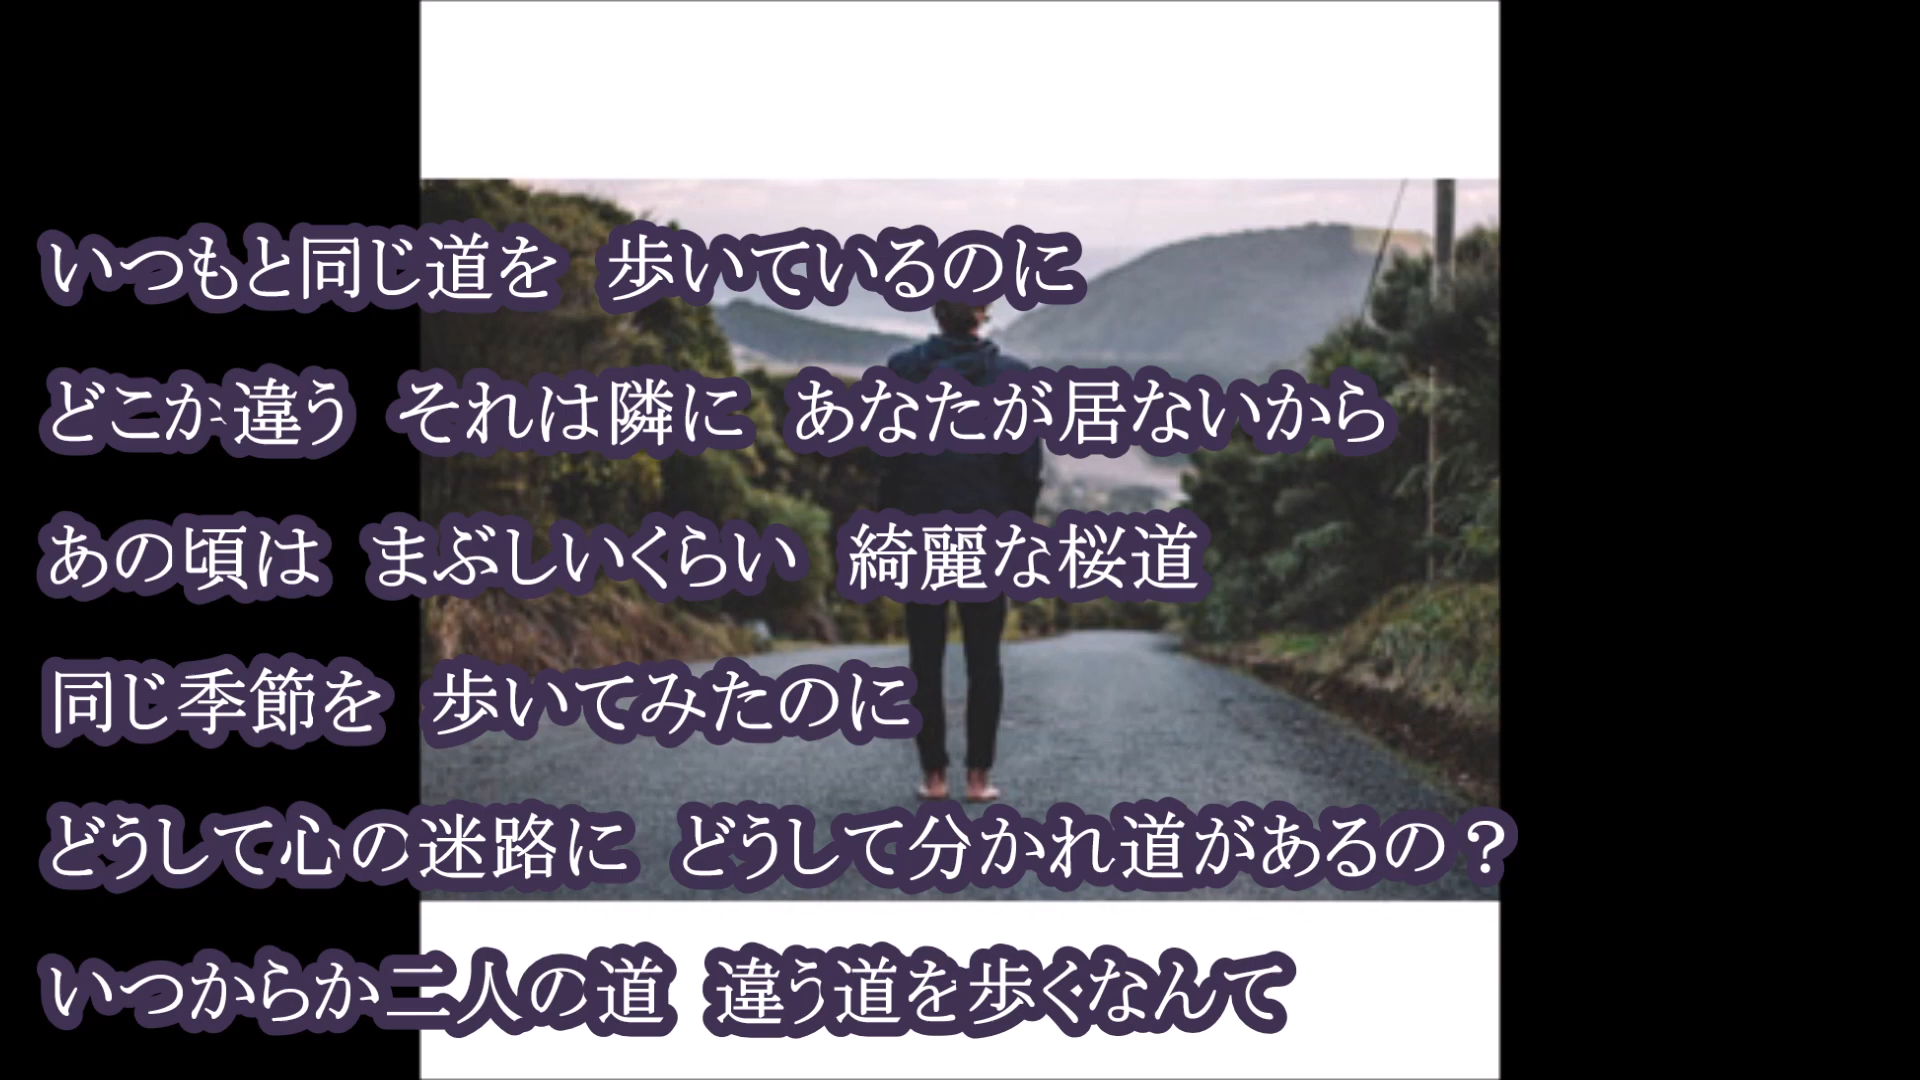 いつもと同じ道を　歩いているのに
どこか違う　それは隣に　あなたが居ないから
あの頃は　まぶしいくらい　綺麗な桜道
同じ季節を　歩いてみたのに
どうして心の迷路に　どうして分かれ道があるの？
いつからか二人の道　違う道を歩くなんて